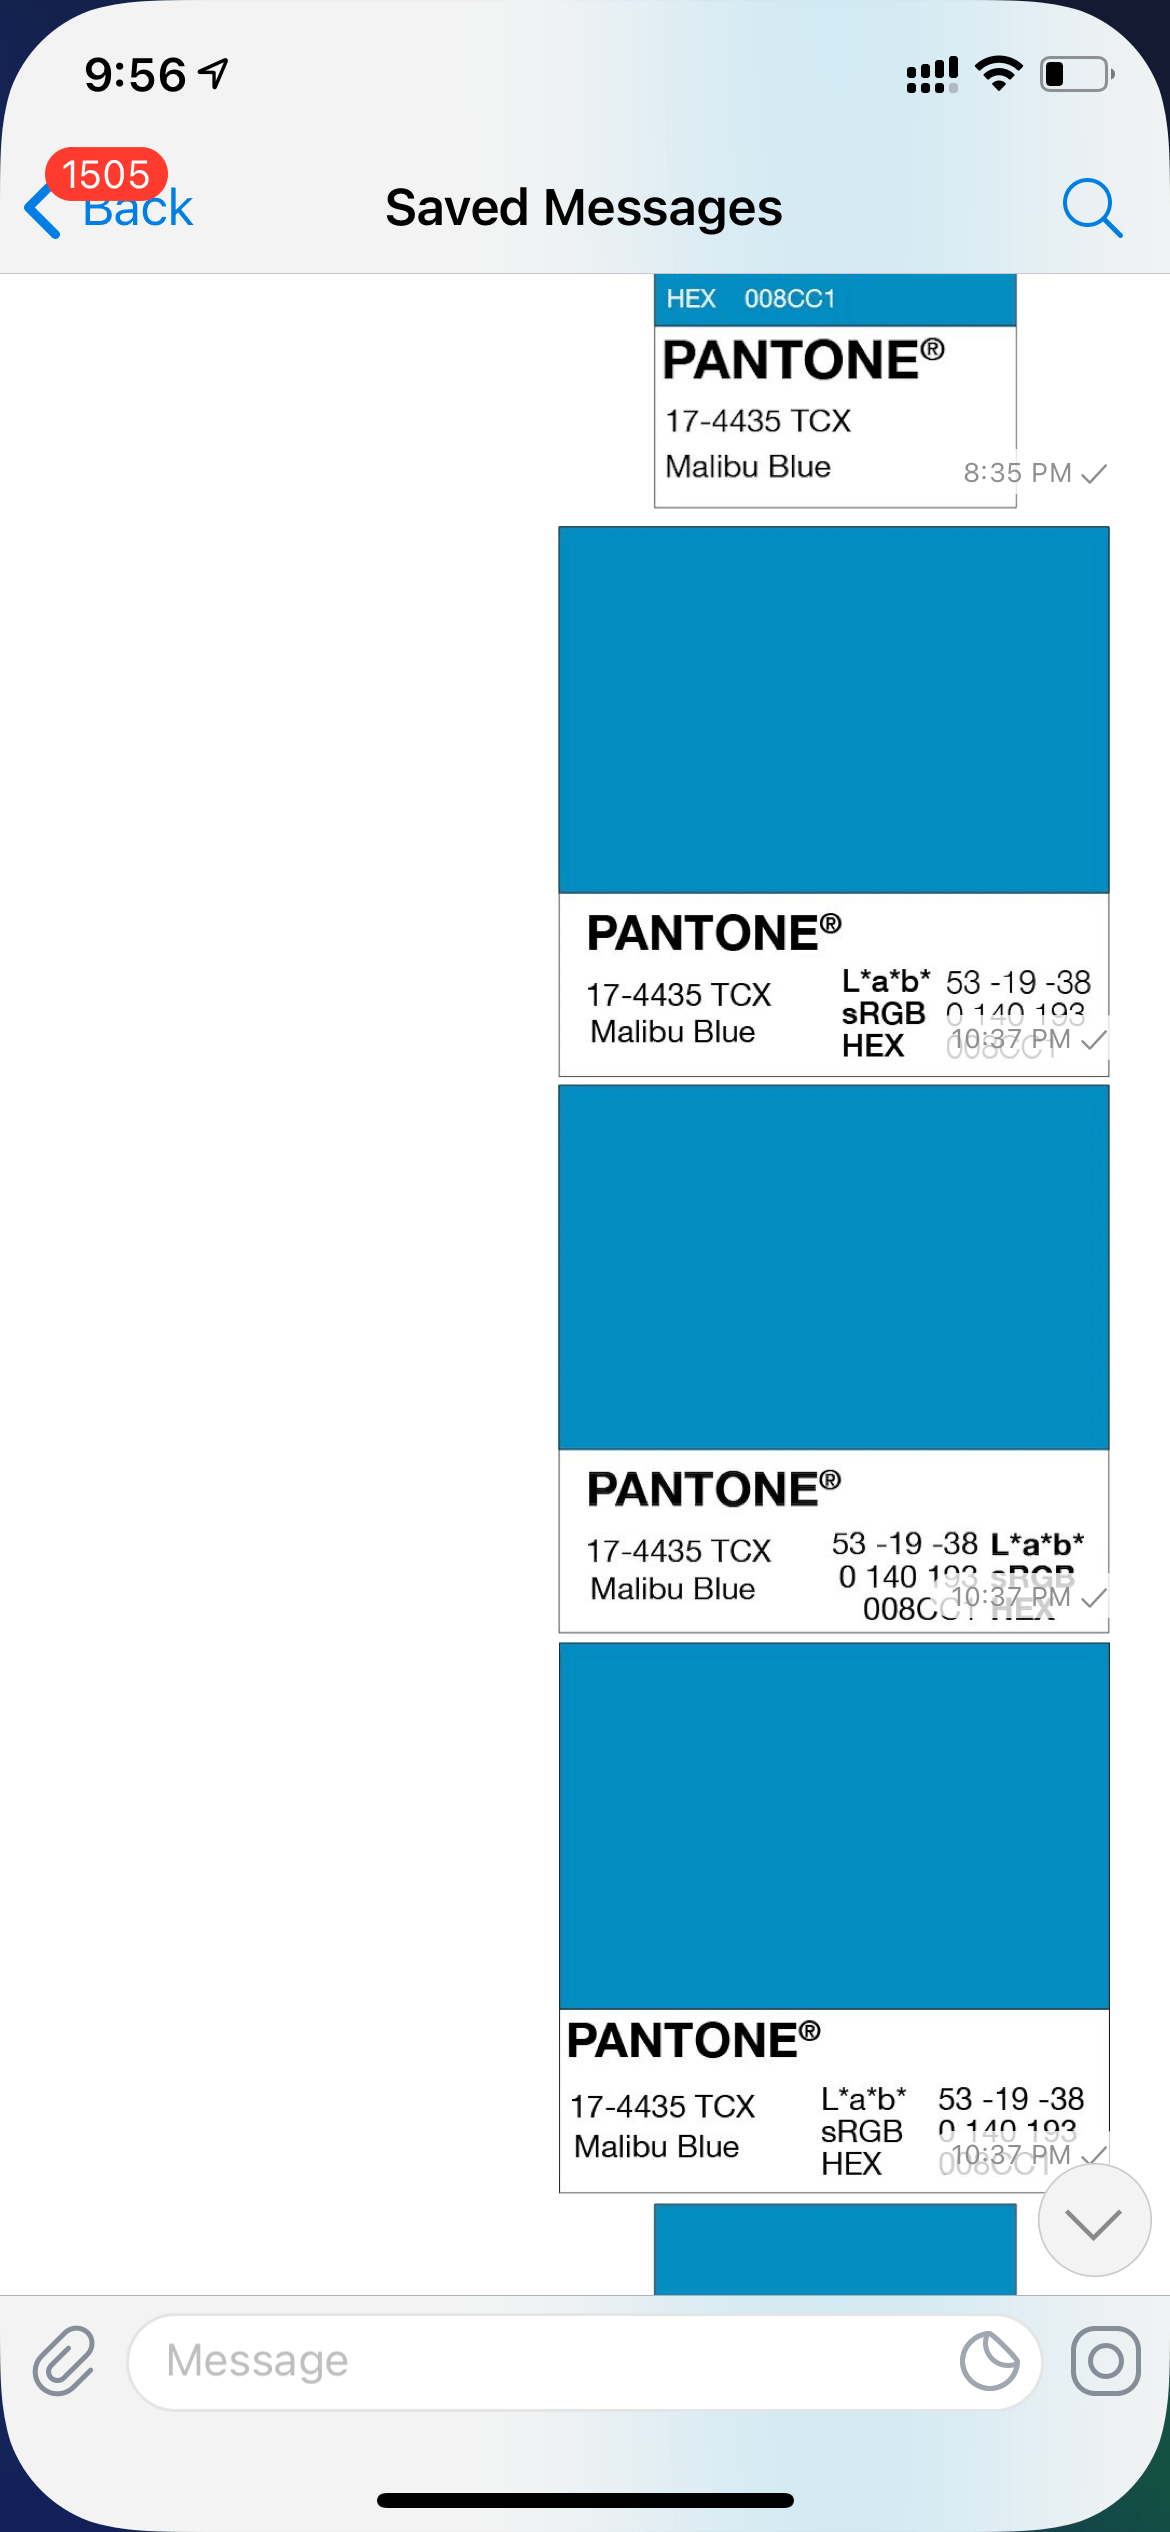 9:56
1505
Back
Saved Messages
HEX 008CC1
PANTONE®
17-4435 TCX
Malibu Blue
8:35 PM
PANTONE®
17-4435 TCX
Malibu Blue
L*a*b* 53 -19 -38
sRGB 0 140 193
HEX 008CC1
10:37 PM
PANTONE®
17-4435 TCX
Malibu Blue
53 -19 -38 L*a*b*
0 140 193 sRGB
008CC1 HEX
10:37 PM
PANTONE®
17-4435 TCX
Malibu Blue
L*a*b* 53 -19 -38
sRGB 0 140 193
HEX 008CC1
10:37 PM
Message